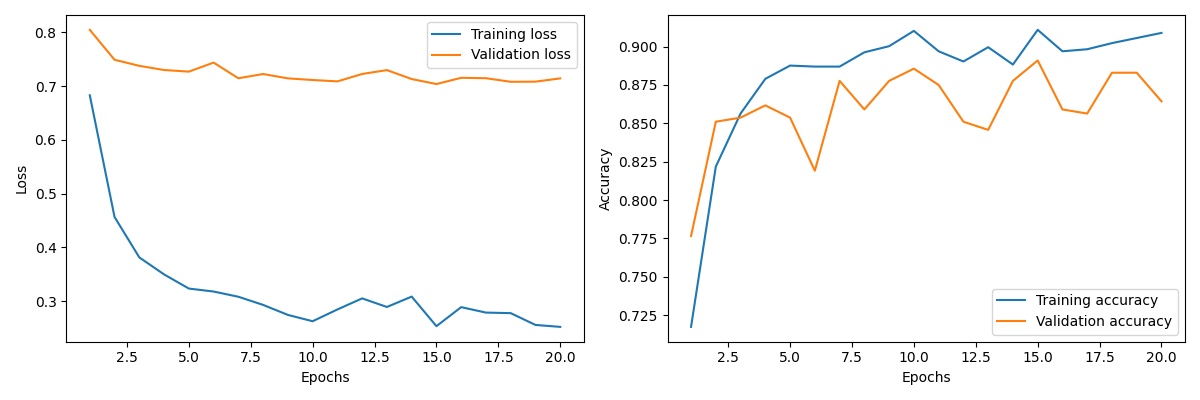 0.8
0.7
0.6
0.5
0.4
0.3
Loss
2.5 5.0 7.5 10.0 12.5 15.0 17.5 20.0
Epochs
Training loss
Validation loss
0.900
0.875
0.850
0.825
0.800
0.775
0.750
0.725
Accuracy
2.5 5.0 7.5 10.0 12.5 15.0 17.5 20.0
Epochs
Training accuracy
Validation accuracy